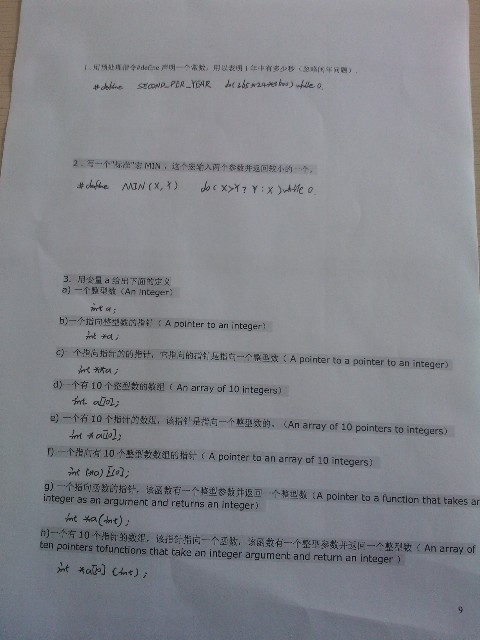 1.用预处理指令#define 声明一个常数，用以表明 1 年中有多少秒（忽略闰年问题）
#define SECOND_PER_YEAR do(365*24*3600)while 0.
2．写一个"标准"宏 MIN，这个宏输入两个参数并返回较小的一个。
#define MIN(X,Y) do(X>Y? Y:X)while 0.
3. 用变量 a 给出下面的定义
a) 一个整型数（An integer）
int a;
b)一个指向整型数的指针（ A pointer to an integer）
int *a;
c) 一个指向指针的的指针，它指向的指针是指向一个整型数（ A pointer to a pointer to an integer）
int **a;
d)一个有 10 个整型数的数组（ An array of 10 integers）
int a[10];
e)一个有 10 个指针的数组，该指针是指向一个整型数的。（An array of 10 pointers to integers）
int *a[10];
f) 一个指向有 10 个整型数数组的指针（ A pointer to an array of 10 integers）
int (*a)[10];
g) 一个指向函数的指针，该函数有一个整型参数并返回一个整型数（A pointer to a function that takes an
integer as an argument and returns an integer）
int *a(int);
h)一个有 10 个指针的数组，该指针指向一个函数，该函数有一个整型参数并返回一个整型数（ An array of
ten pointers tofunctions that take an integer argument and return an integer ）
int *a[10] (int);
9